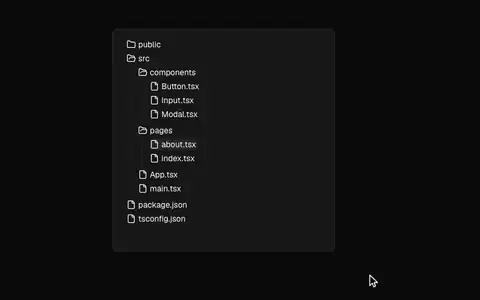 public
src
components
Button.tsx
Input.tsx
Modal.tsx
pages
about.tsx
index.tsx
App.tsx
main.tsx
package.json
tsconfig.json